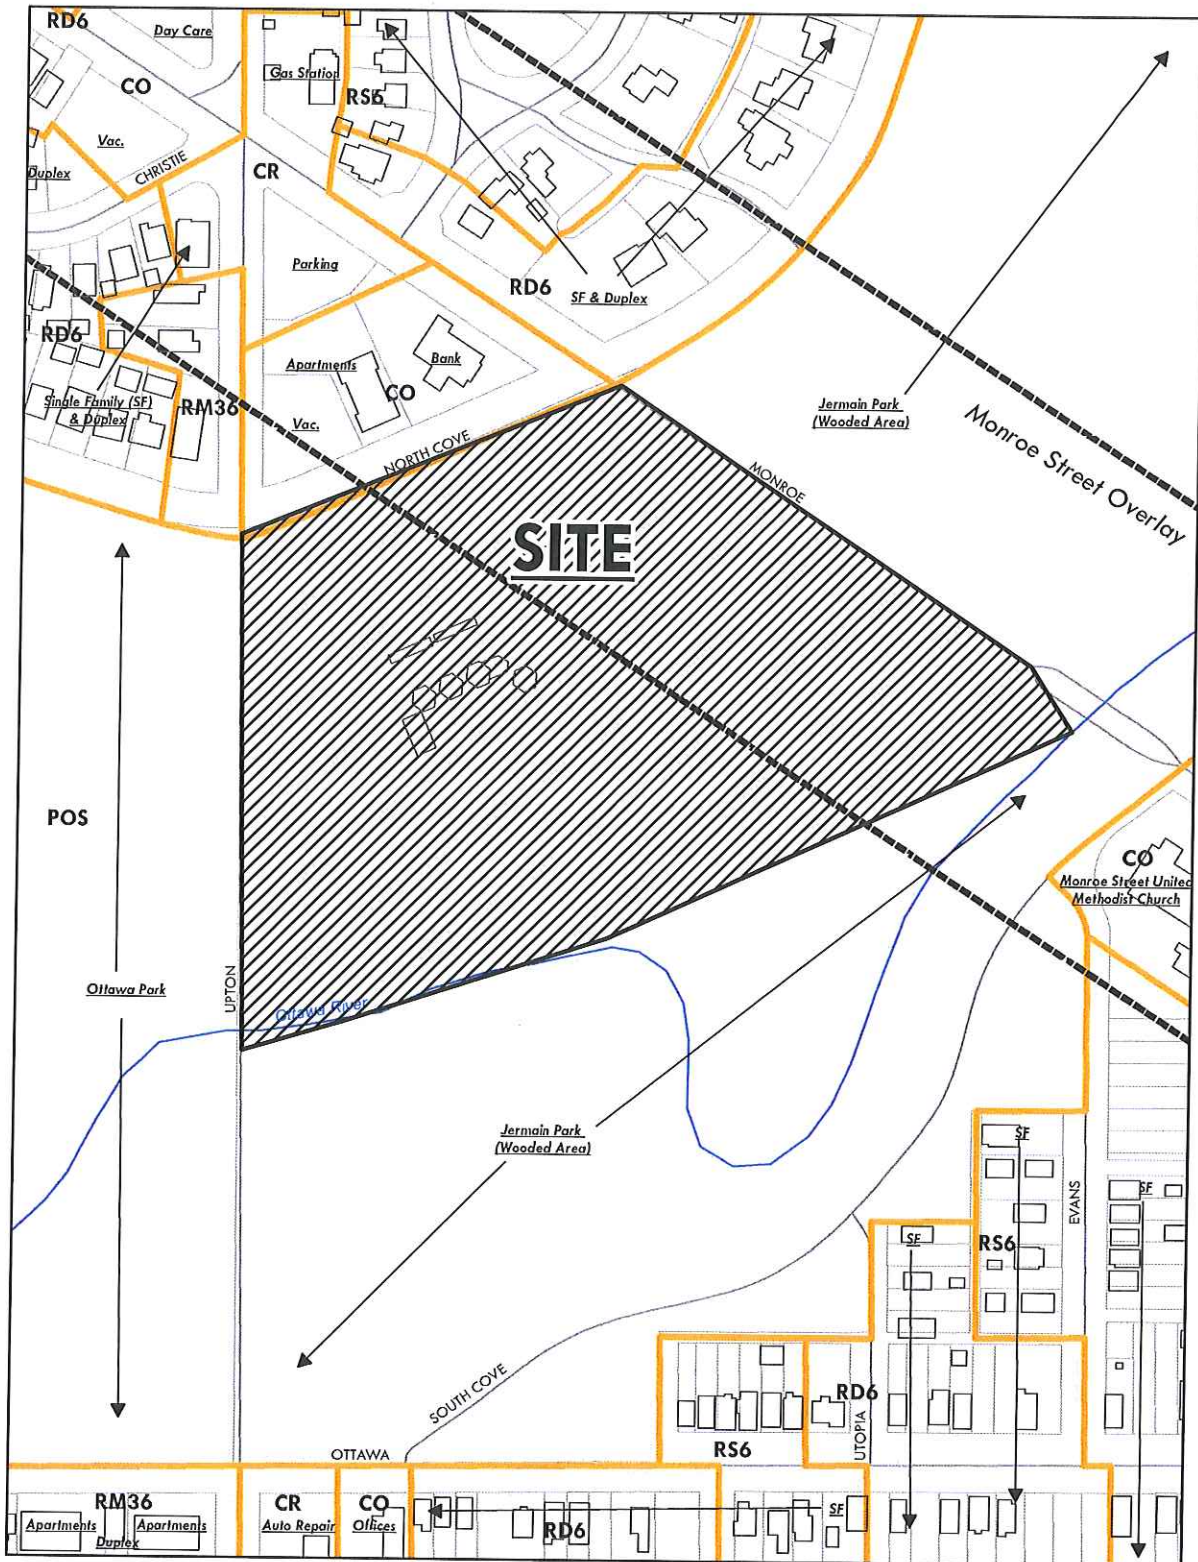 RD6
Day Care
CO
Gas Station
RS6
Vac.
Duplex
CHRISTIE
CR
Parking
RD6
SF & Duplex
RD6
Apartments
Bank
CO
Single Family (SF)
& Duplex
RM36
Vac.
Jermain Park
(Wooded Area)
Monroe Street Overlay
NORTH COVE
MONROE
SITE
POS
CO
Monroe Street United
Methodist Church
UPTON
Ottawa Park
Ottawa River
Jermain Park
(Wooded Area)
SF
EVANS
SF
SF
RS6
SOUTH COVE
RD6
UTOPIA
RS6
OTTAWA
RM36
CR
CO
Apartments
Apartments
Duplex
Auto Repair
Offices
RD6
SF